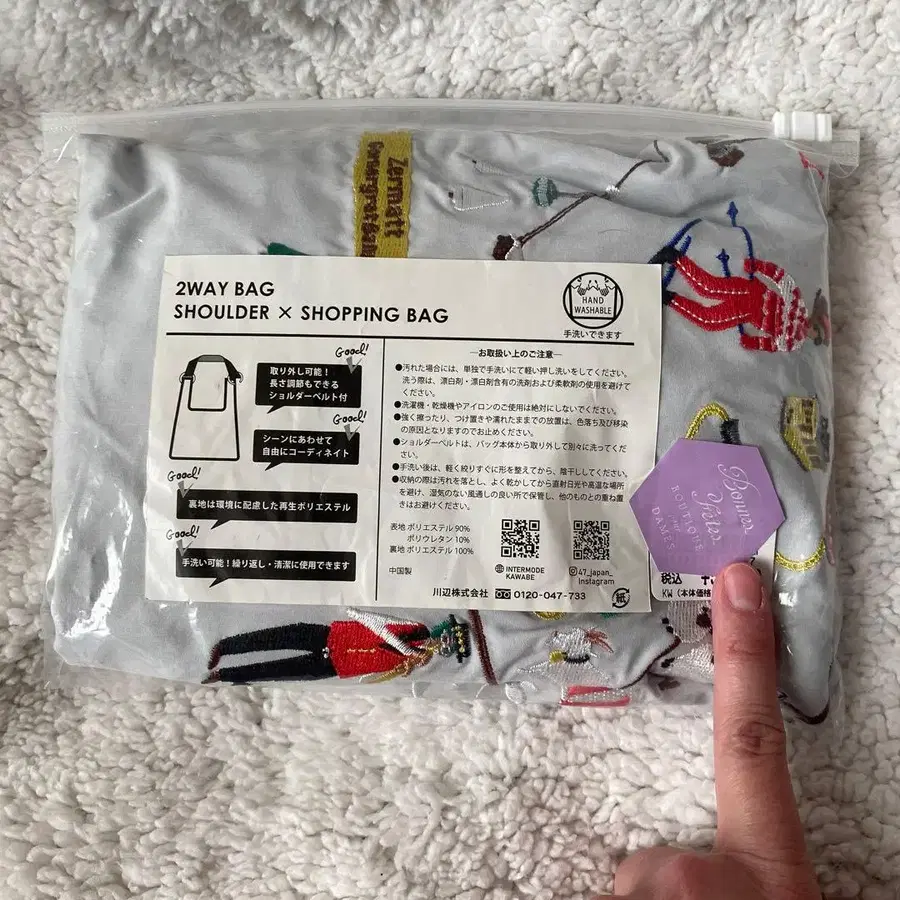 Zermatt
2WAY BAG
SHOULDER × SHOPPING BAG
HAND
WASHABLE
手洗いできます
Good!
取り外し可能！
長さ調節もできる
ショルダーベルト付
Good!
シーンにあわせて
自由にコーディネイト
Good!
裏地は環境に配慮した再生ポリエステル
Good!
手洗い可能！繰り返し・清潔に使用できます
―お取扱い上のご注意―
●汚れた場合には、単独で手洗いにて軽い押し洗いをしてください。
洗う際は、漂白剤・漂白剤含有の洗剤および柔軟剤の使用を避けて
ください。
●洗濯機・乾燥機やアイロンのご使用は絶対にしないでください。
●強く擦ったり、つけ置きや濡れたままでの放置は、色落ち及び移染
の原因となりますのでお止めください。
●ショルダーベルトは、バッグ本体から取り外して別々に洗ってくだ
さい。
●手洗い後は、軽く絞りすぐに形を整えてから、陰干ししてください。
●収納の際は汚れを落とし、よく乾かしてから直射日光や高温な場所
を避け、湿気のない風通しの良い所で保管し、他のものとの重ね置
きはお避けください。
表地 ポリエステル 90%
ポリウレタン 10%
裏地 ポリエステル 100%
中国製
INTERMODE
KAWABE
@47_japan_
Instagram
川辺株式会社
0120-047-733
紙
Bonnes
Fêtes
BOUTIQUE
pour
DAMES
税込
KW（本体価格